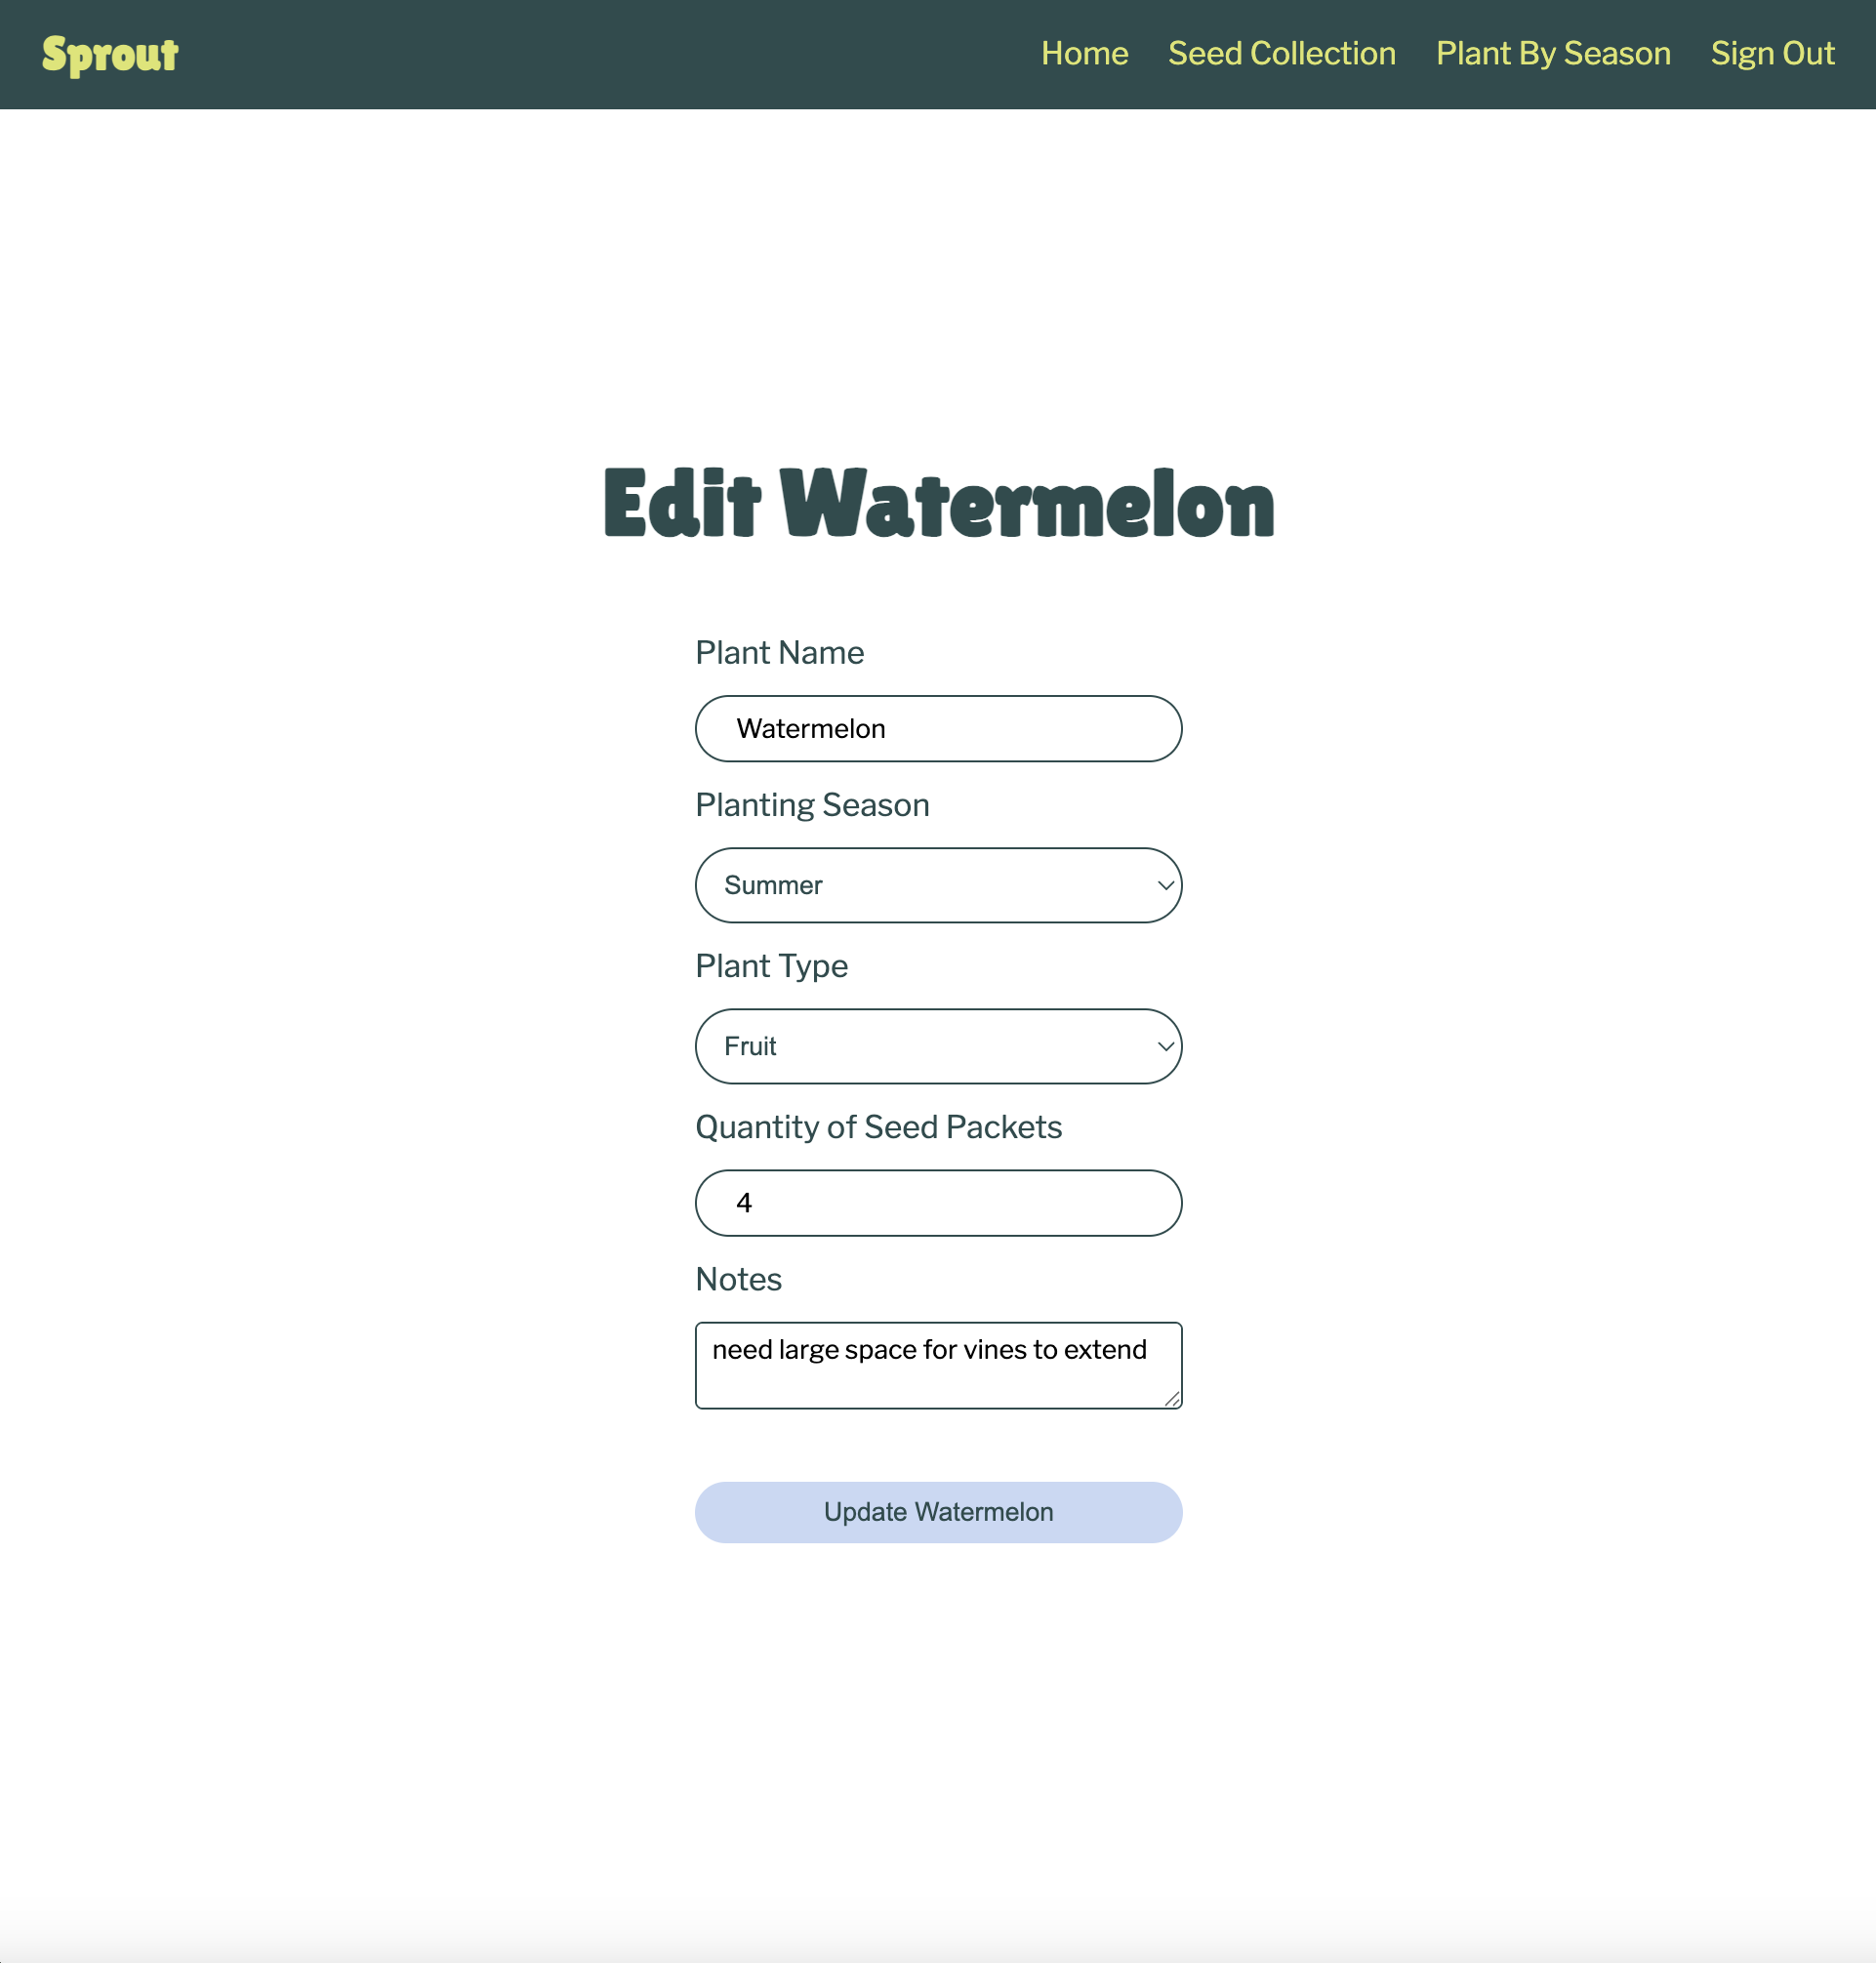 Sprout
Home Seed Collection Plant By Season Sign Out
Edit Watermelon
Plant Name
Watermelon
Planting Season
Summer
Plant Type
Fruit
Quantity of Seed Packets
4
Notes
need large space for vines to extend
Update Watermelon